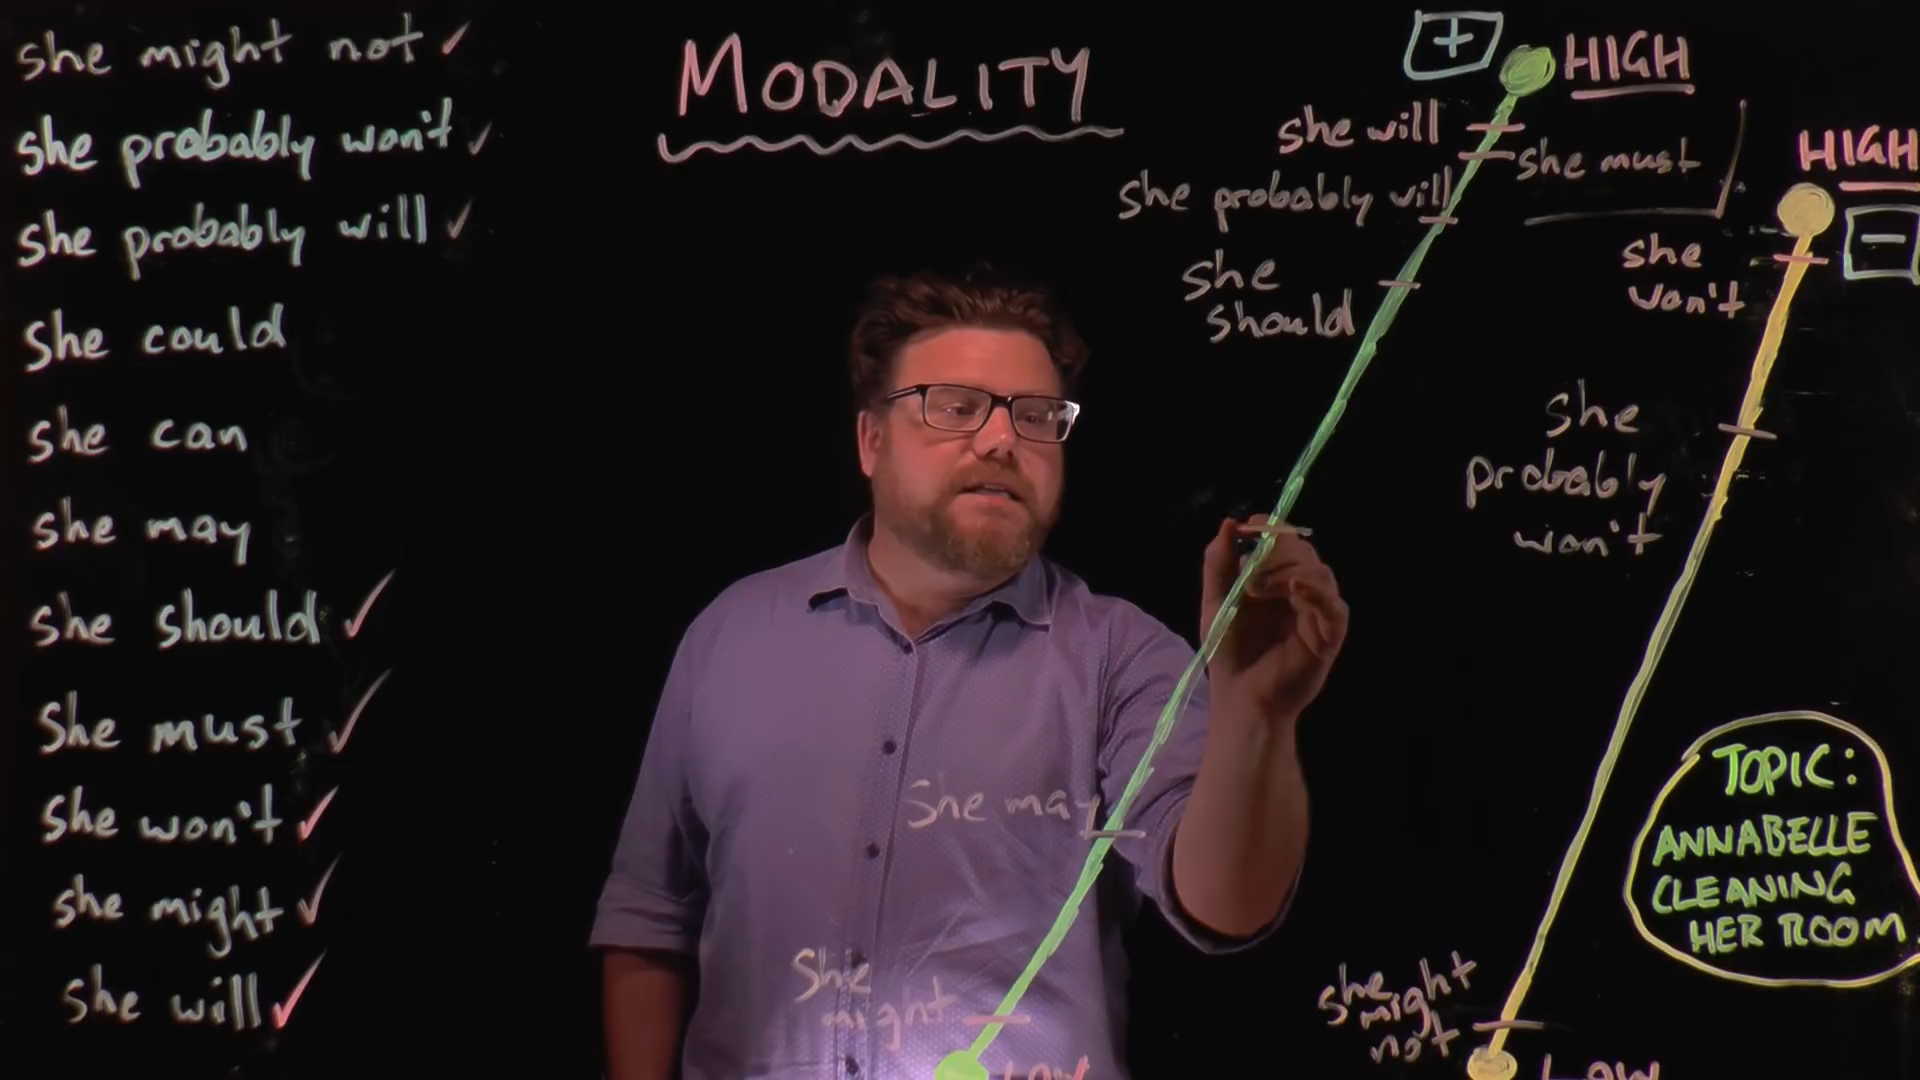 she might not ✓
she probably won't ✓
she probably will ✓
she could
she can
she may
she should ✓
she must ✓
she won't ✓
she might ✓
she will ✓
MODALITY
+
HIGH
she will
she must
she probably will
she
should
She may
She
might
LOW
HIGH
−
she
won't
she
probably
won't
she
might
not
LOW
TOPIC:
ANNABELLE
CLEANING
HER ROOM